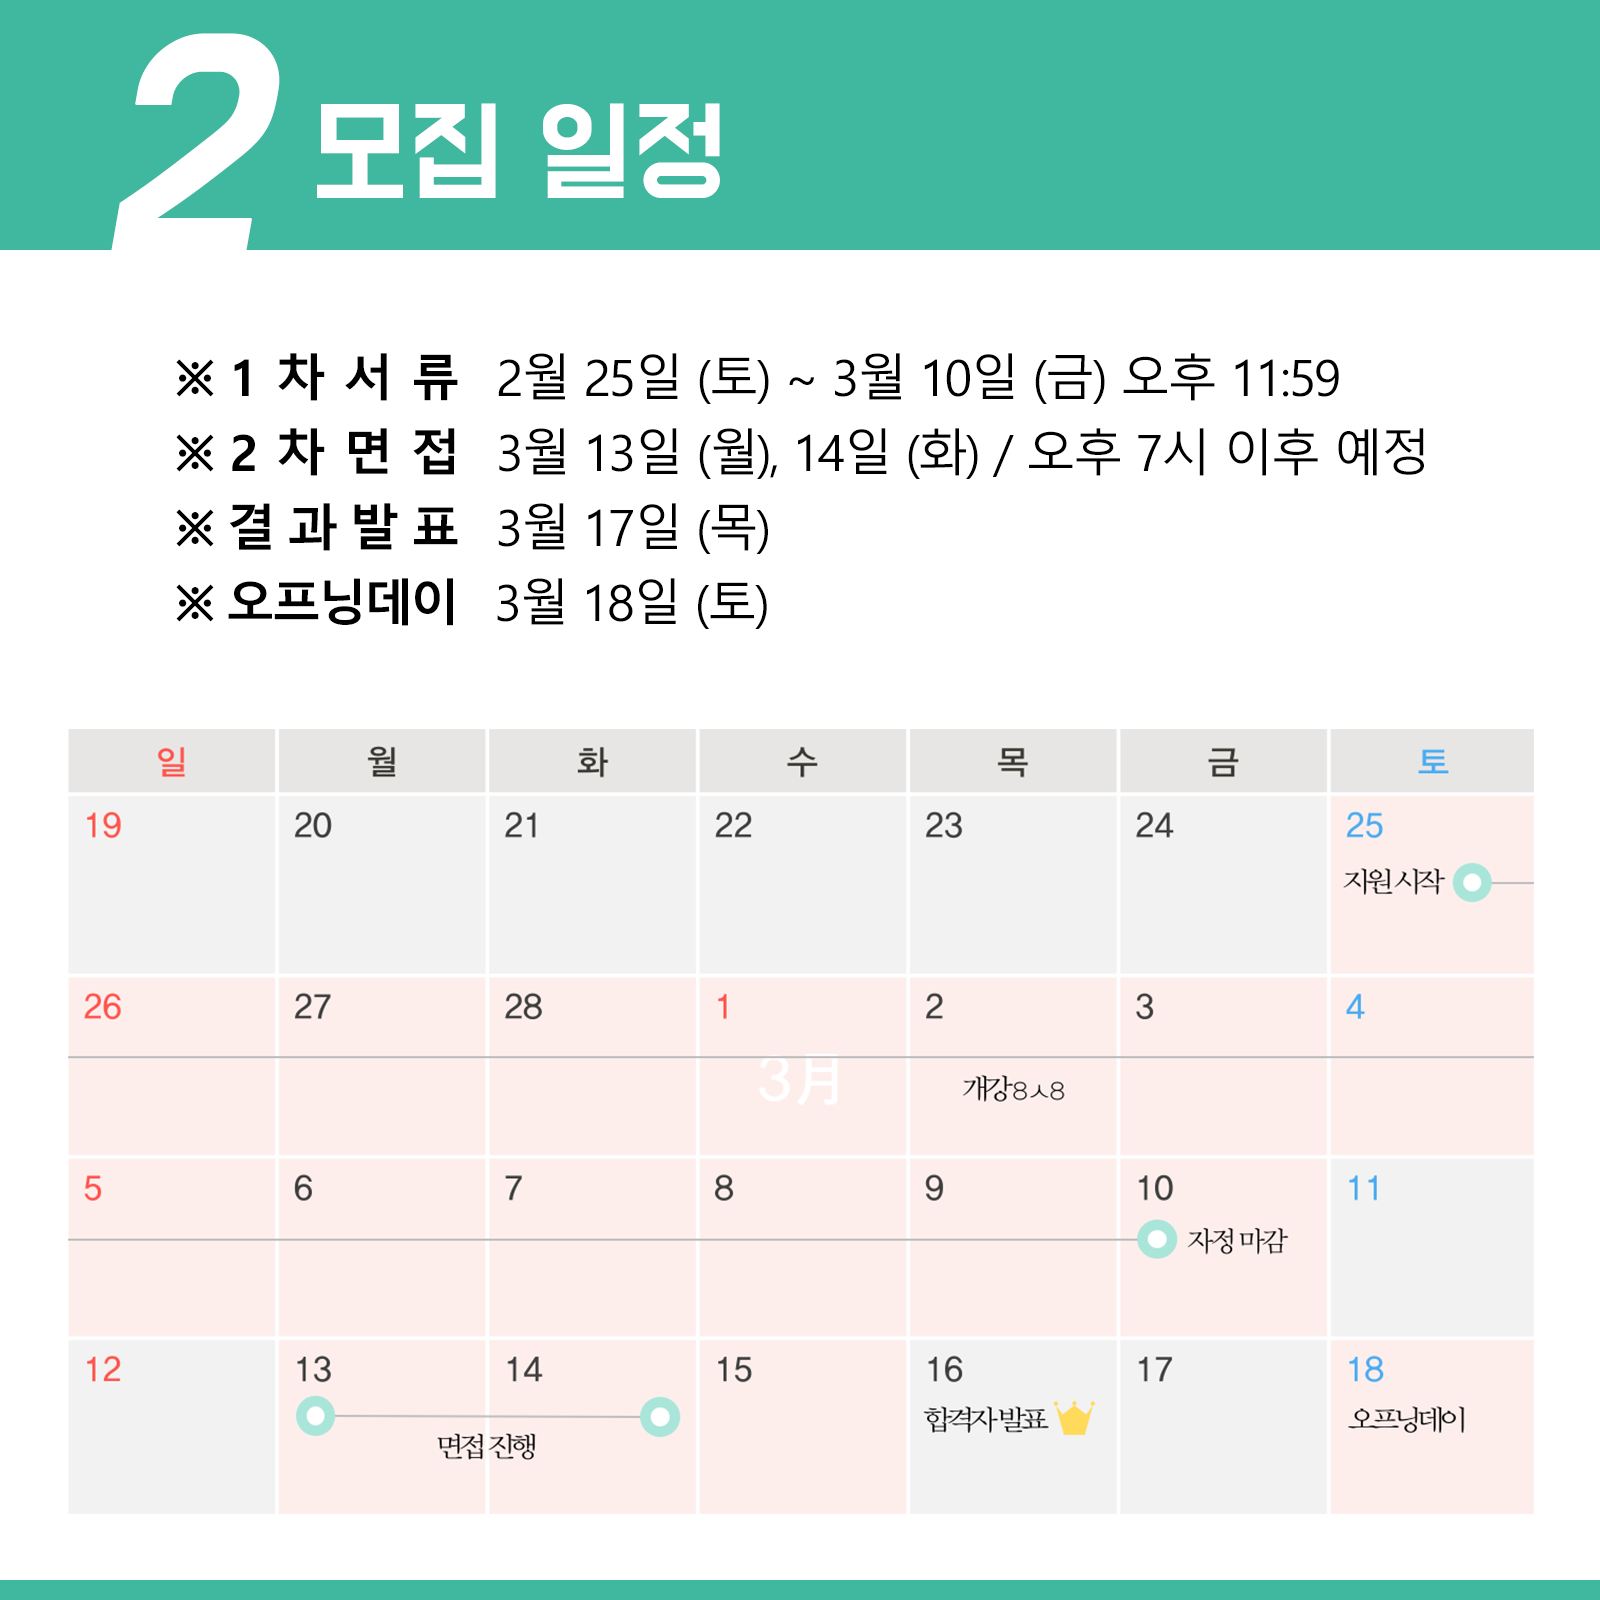 2 모집 일정
※ 1 차 서 류 2월 25일 (토) ~ 3월 10일 (금) 오후 11:59
※ 2 차 면 접 3월 13일 (월), 14일 (화) / 오후 7시 이후 예정
※ 결 과 발 표 3월 17일 (목)
※ 오프닝데이 3월 18일 (토)
일 월 화 수 목 금 토
19 20 21 22 23 24 25
지원 시작
26 27 28 1 2 3 4
3月
개강8ㅅ8
5 6 7 8 9 10 11
자정 마감
12 13 14 15 16 17 18
합격자 발표
오프닝데이
면접 진행